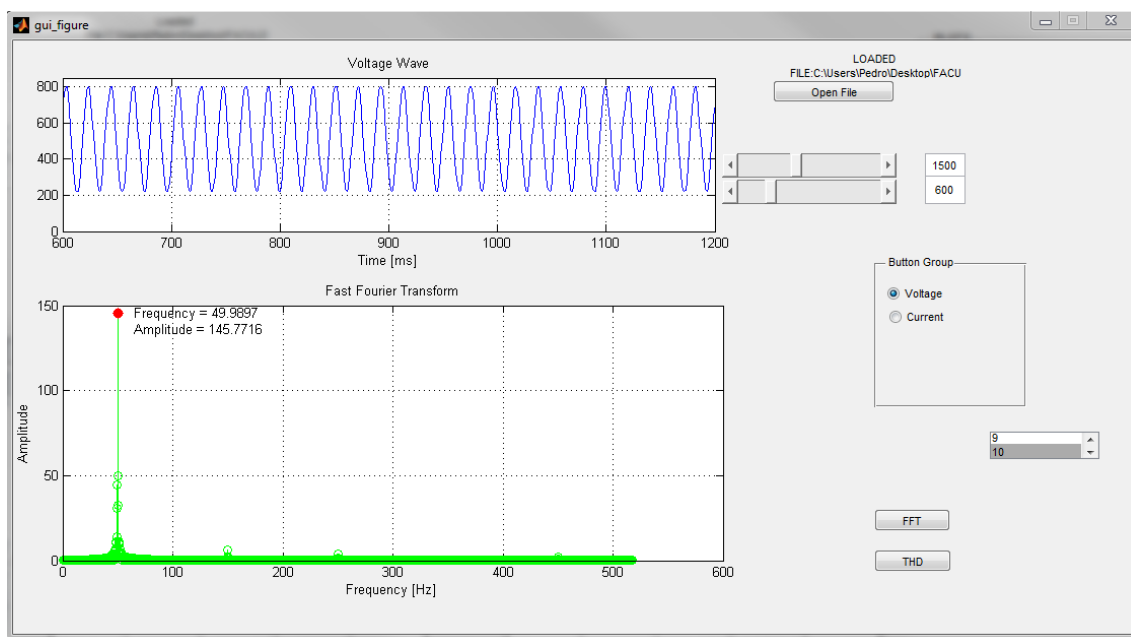 gui_figure
Voltage Wave
800
600
400
200
0
600 700 800 900 1000 1100 1200
Time [ms]
LOADED
FILE:C:\Users\Pedro\Desktop\FACU
Open File
1500
600
Button Group
Voltage
Current
Fast Fourier Transform
150
Frequency = 49.9897
Amplitude = 145.7716
100
50
0
Amplitude
0 100 200 300 400 500 600
Frequency [Hz]
9
10
FFT
THD